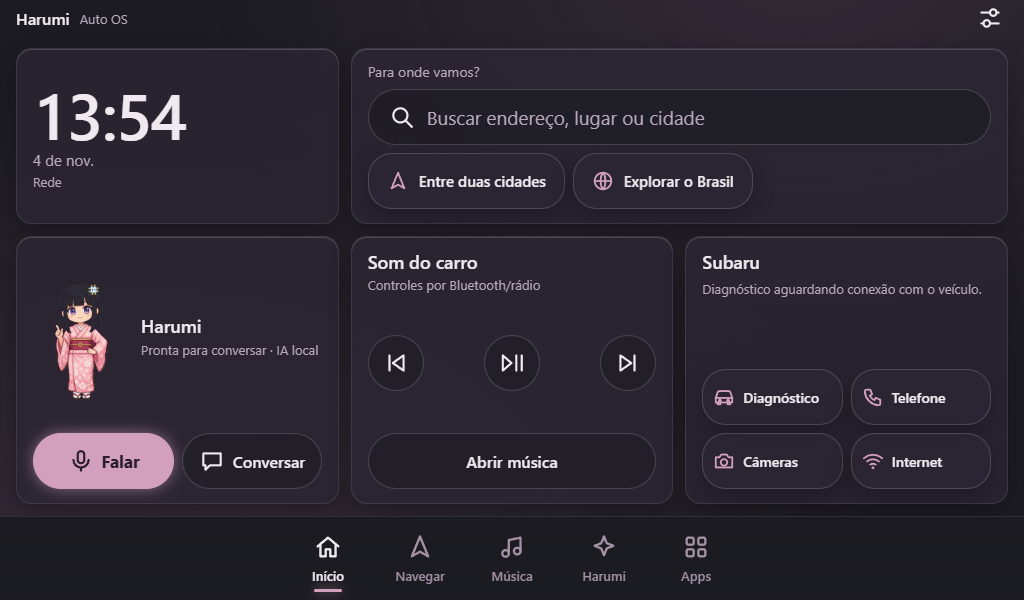 Harumi Auto OS
13:54
4 de nov.
Rede
Para onde vamos?
Buscar endereço, lugar ou cidade
Entre duas cidades
Explorar o Brasil
Harumi
Pronta para conversar · IA local
Falar
Conversar
Som do carro
Controles por Bluetooth/rádio
Abrir música
Subaru
Diagnóstico aguardando conexão com o veículo.
Diagnóstico
Telefone
Câmeras
Internet
Início
Navegar
Música
Harumi
Apps